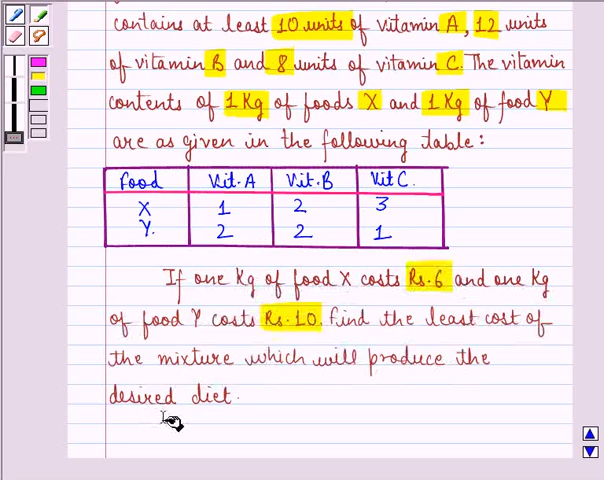 contains at least 10 units of vitamin A, 12 units
of vitamin B and 8 units of vitamin C. The vitamin
contents of 1 Kg of foods X and 1 Kg of food Y
are as given in the following table :
Food Vit. A Vit. B Vit C.
X 1 2 3
Y. 2 2 1
If one Kg of food X costs Rs. 6 and one Kg
of food Y costs Rs. 10. Find the least cost of
the mixture which will produce the
desired diet.